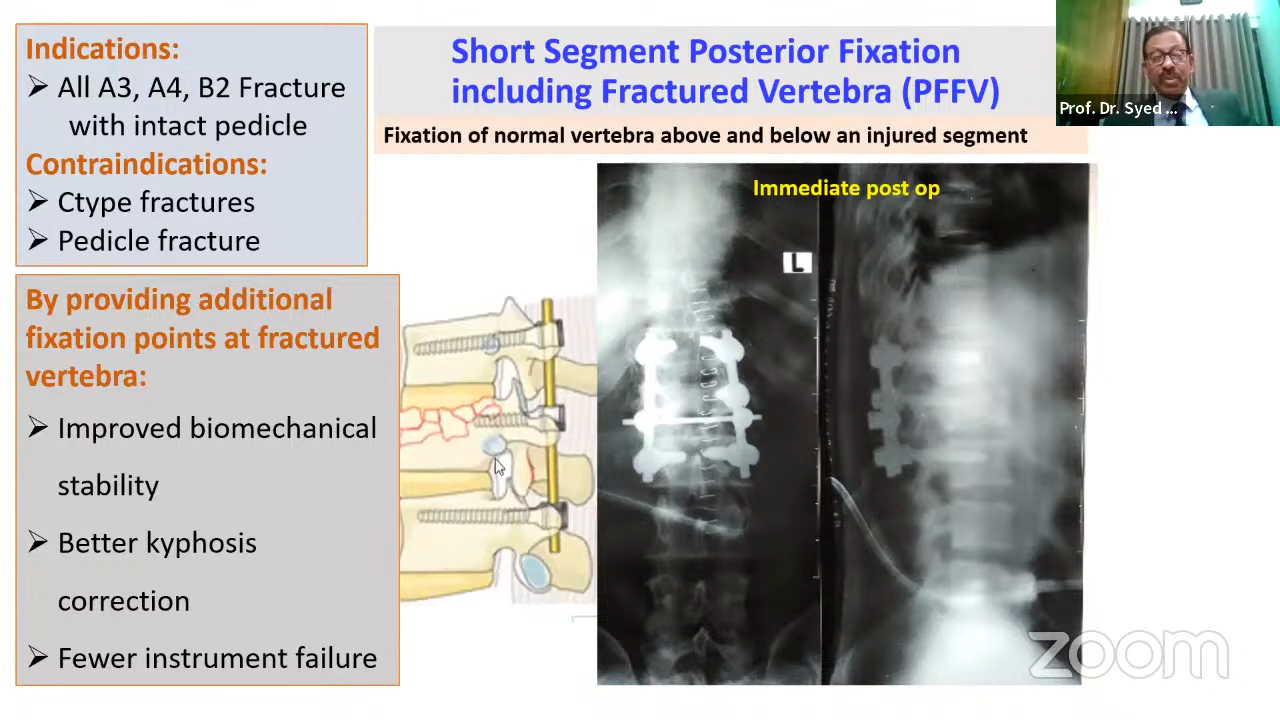 Indications:
➢ All A3, A4, B2 Fracture
with intact pedicle
Contraindications:
➢ Ctype fractures
➢ Pedicle fracture
By providing additional
fixation points at fractured
vertebra:
➢ Improved biomechanical
stability
➢ Better kyphosis
correction
➢ Fewer instrument failure
Short Segment Posterior Fixation
including Fractured Vertebra (PFFV)
Fixation of normal vertebra above and below an injured segment
Immediate post op
L
Prof. Dr. Syed ...
zoom